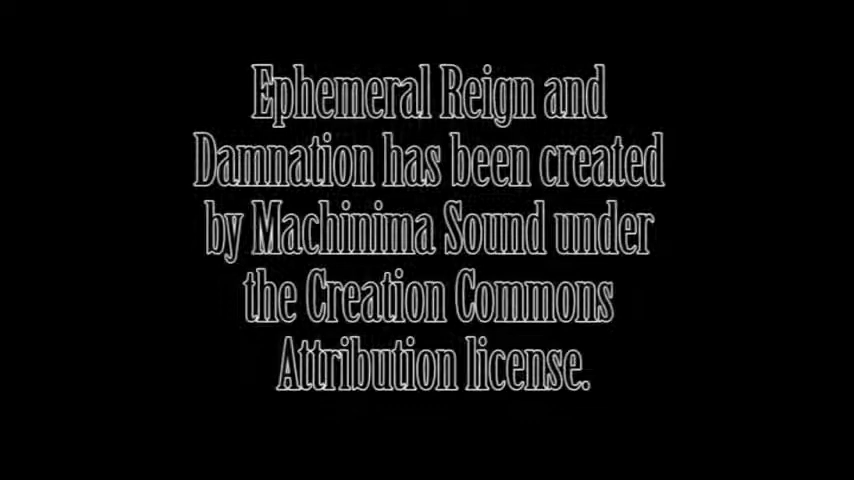 Ephemeral Reign and
Damnation has been created
by Machinima Sound under
the Creation Commons
Attribution license.